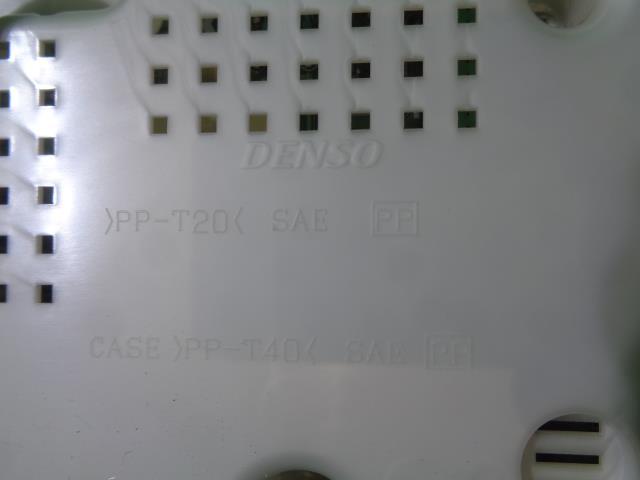 DENSO
>PP-T20< SAE PP
CASE >PP-T40< SAE PP